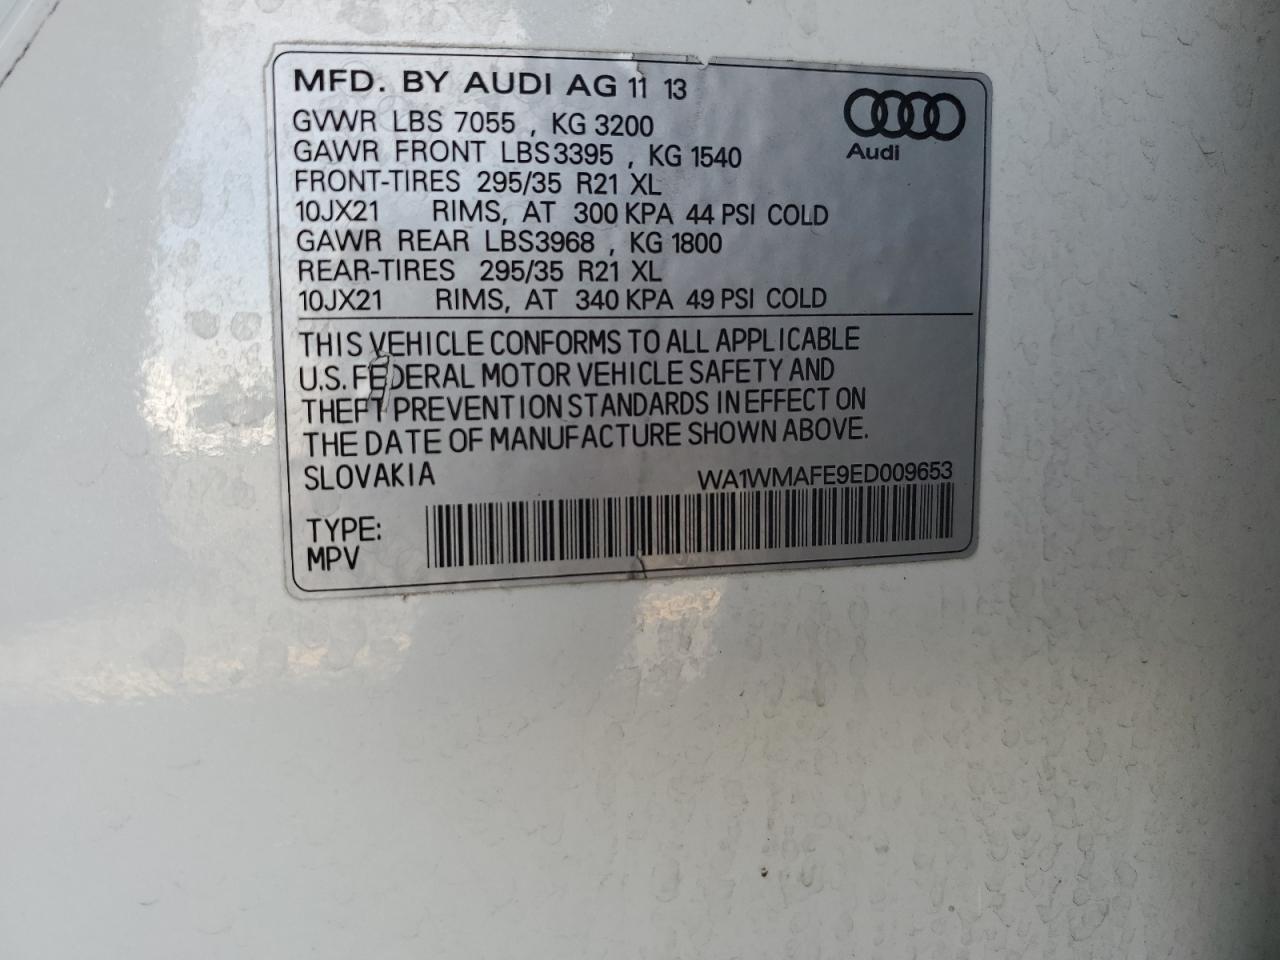 MFD. BY AUDI AG 11 13
GVWR LBS 7055 , KG 3200
GAWR FRONT LBS3395 , KG 1540
Audi
FRONT-TIRES 295/35 R21 XL
10JX21 RIMS, AT 300 KPA 44 PSI COLD
GAWR REAR LBS3968 , KG 1800
REAR-TIRES 295/35 R21 XL
10JX21 RIMS, AT 340 KPA 49 PSI COLD
THIS VEHICLE CONFORMS TO ALL APPLICABLE
U.S. FEDERAL MOTOR VEHICLE SAFETY AND
THEFT PREVENTION STANDARDS IN EFFECT ON
THE DATE OF MANUFACTURE SHOWN ABOVE.
SLOVAKIA WA1WMAFE9ED009653
TYPE:
MPV